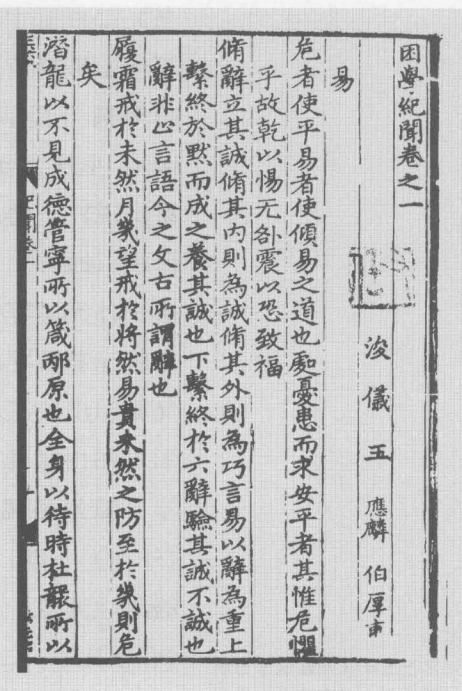 困學紀聞卷之一
浚儀王應麟伯厚甫
易
危者使平易者使傾易之道也處憂患而求安平者其惟危懼
乎故乾以惕无咎震以恐致福
脩辭立其誠脩其內則為誠脩其外則為巧言易以辭為重上
繫終於默而成之養其誠也下繫終於六辭驗其誠不誠也
辭非止言語今之文古所謂辭也
履霜戒於未然月幾望戒於將然易貴未然之防至於幾則危
矣
潛龍以不見成德管寧所以箴邴原也全身以待時杜襲所以